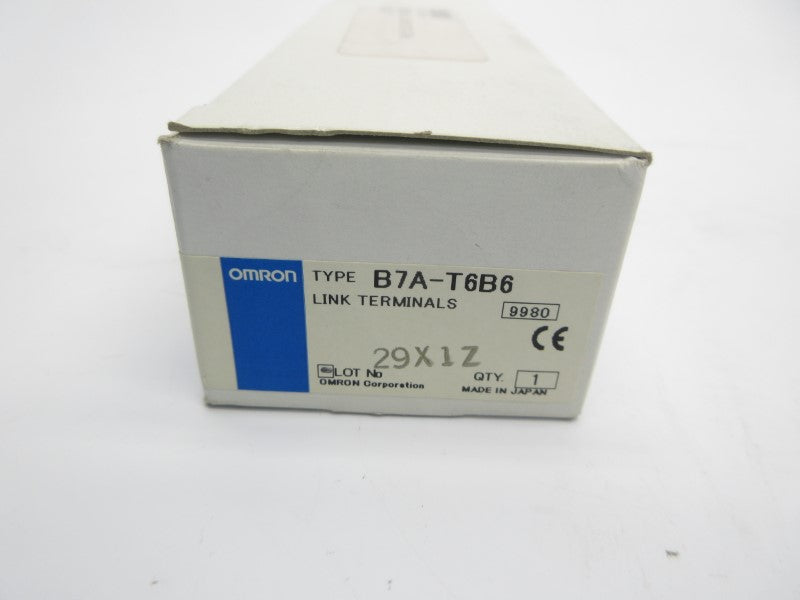 OMRON TYPE B7A-T6B6
LINK TERMINALS
9980
CE
29X1Z
LOT No
QTY. 1
OMRON Corporation
MADE IN JAPAN